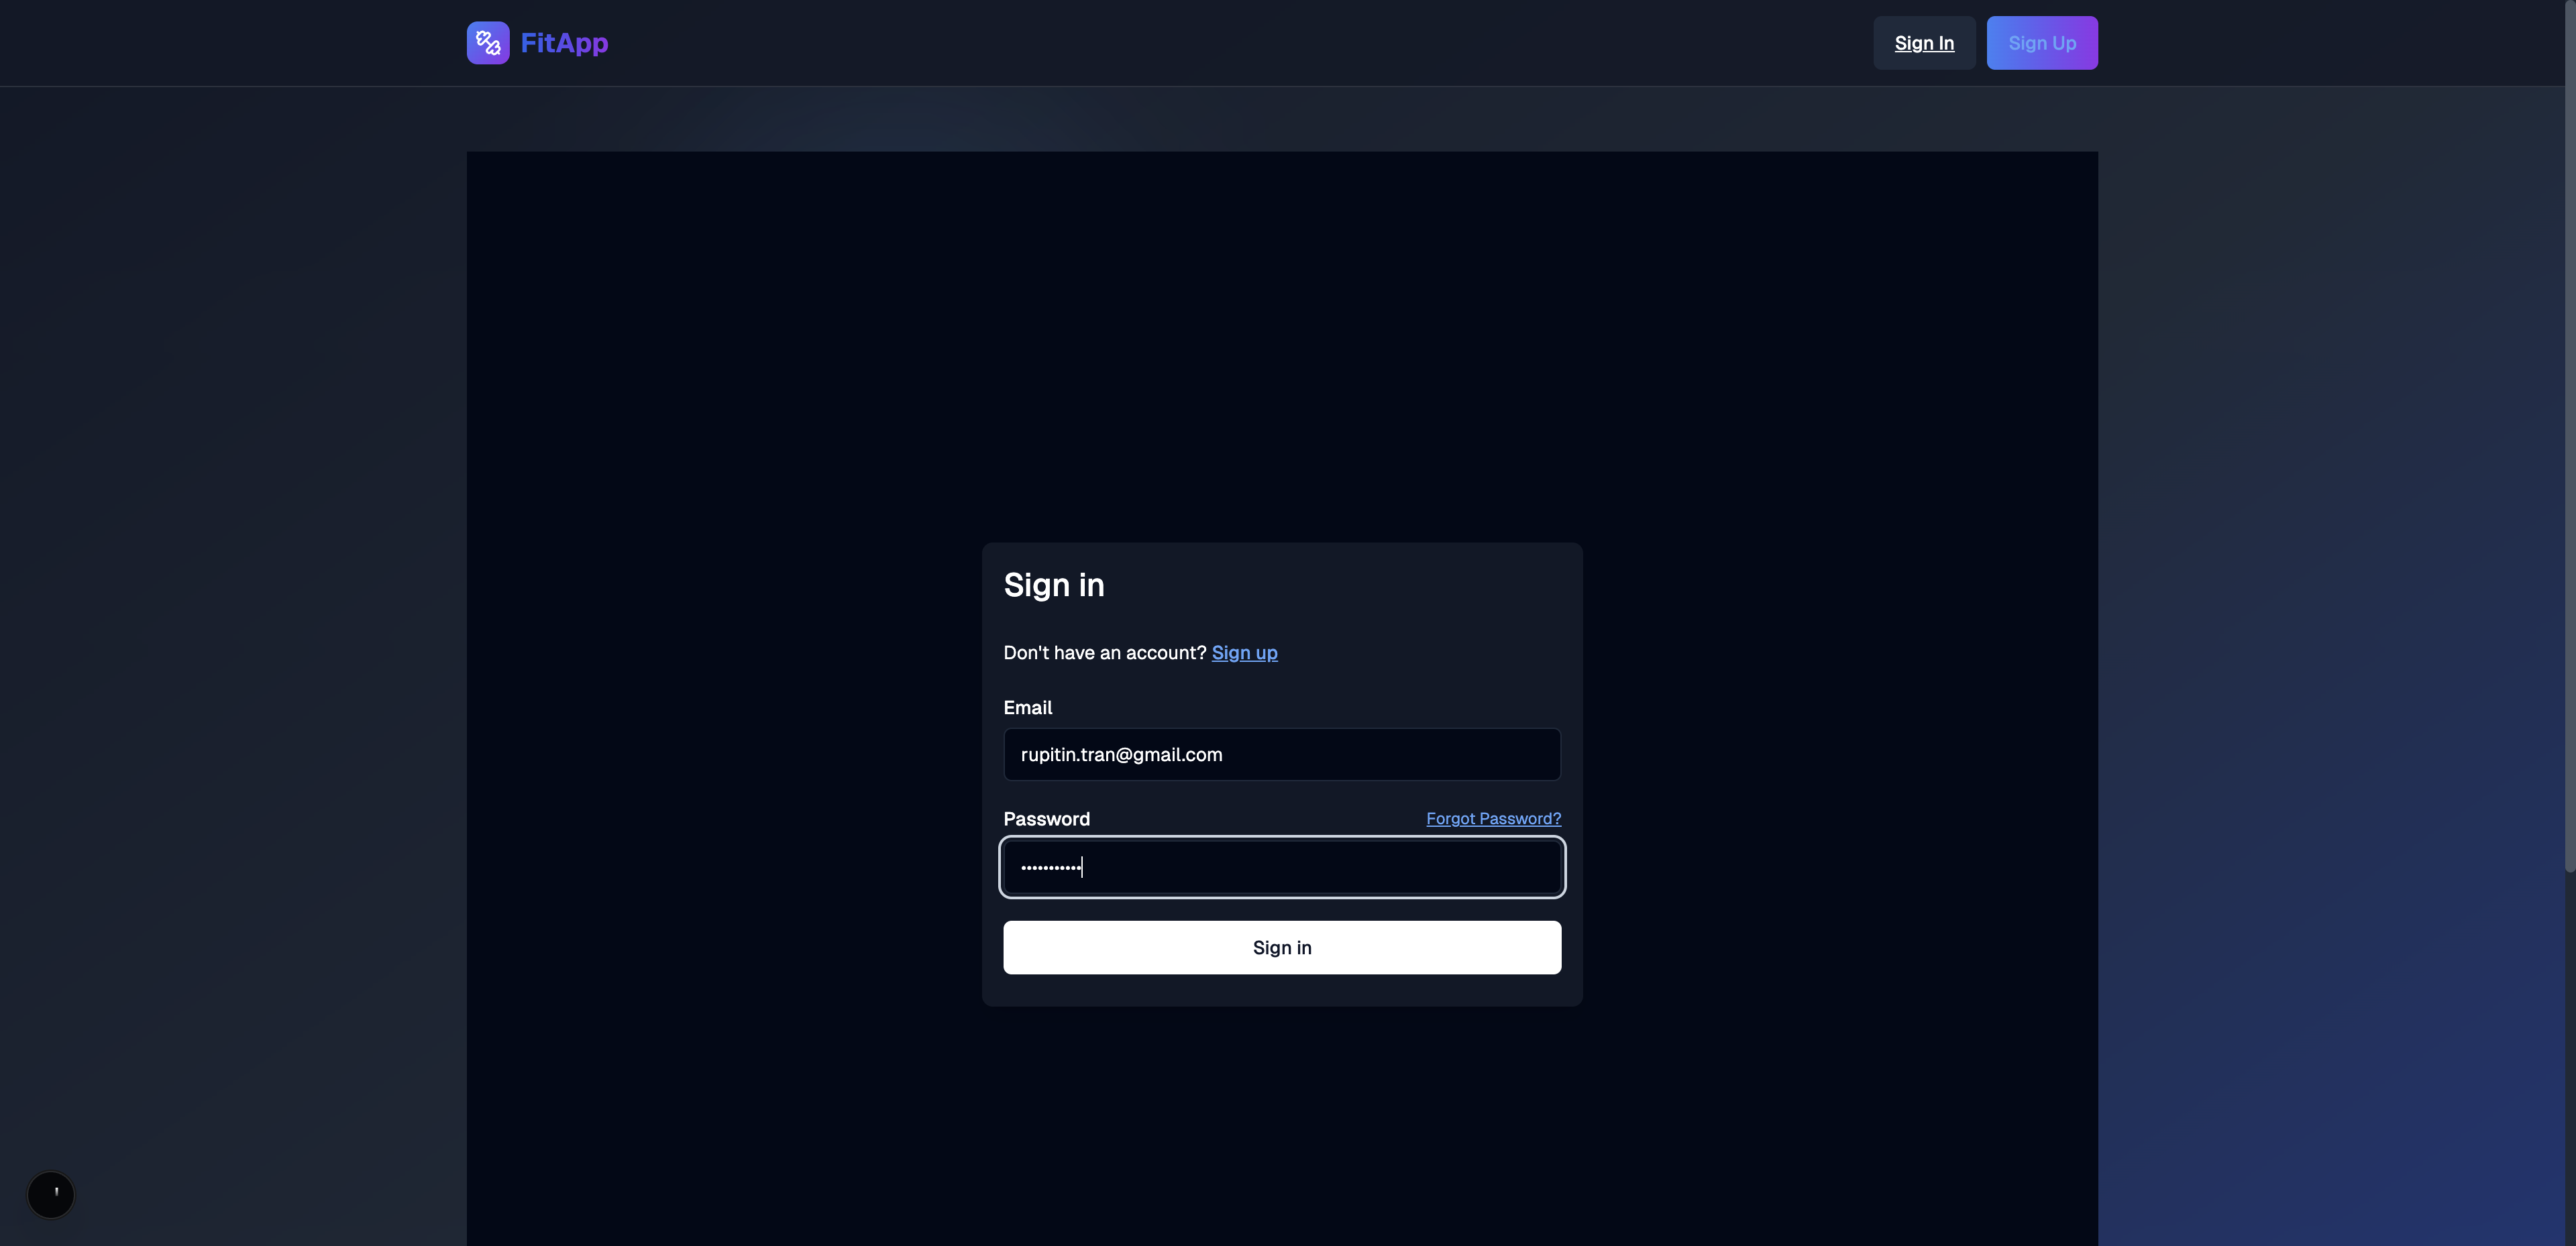 FitApp
Sign In
Sign Up
Sign in
Don't have an account? Sign up
Email
rupitin.tran@gmail.com
Password
Forgot Password?
•••••••••••
Sign in